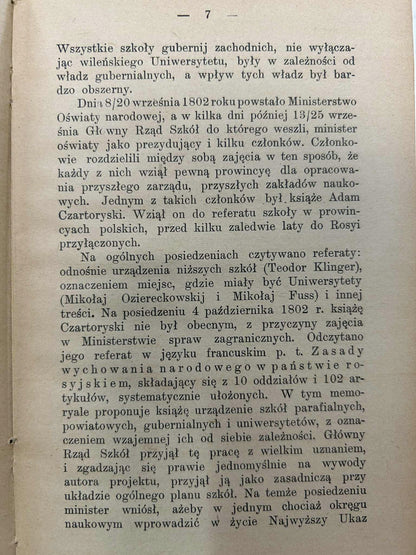 — 7 —
Wszystkie szkoły gubernij zachodnich, nie wyłącza-
jąc wileńskiego Uniwersytetu, były w zależności od
władz gubernialnych, a wpływ tych władz był bar-
dzo obszerny.
Dnia 8/20 września 1802 roku powstało Ministerstwo
Oświaty narodowej, a w kilka dni później 13/25 wrze-
śnia Główny Rząd Szkół do którego weszli, minister
oświaty jako prezydujący i kilku członków. Członko-
wie rozdzielili między sobą zajęcia w ten sposób, że
każdy z nich wziął pewną prowincyę dla opracowa-
nia przyszłego zarządu, przyszłych zakładów nauko-
wych. Jednym z takich członków był książe Adam
Czartoryski. Wziął on do referatu szkoły w prowin-
cyach polskich, przed kilku zaledwie laty do Rosyi
przyłączonych.
Na ogólnych posiedzeniach czytywano referaty:
odnośnie urządzenia niższych szkół (Teodor Klinger),
oznaczeniem miejsc, gdzie miały być Uniwersytety
(Mikołaj Oziereckowskij i Mikołaj Fuss) i innej
treści. Na posiedzeniu 4 października 1802 r. książę
Czartoryski nie był obecnym, z przyczyny zajęcia
w Ministerstwie spraw zagranicznych. Odczytano
jego referat w języku francuskim p. t. Zasady
wychowania narodowego w państwie ro-
syjskiem, składający się z 10 oddziałów i 102 ar-
tykułów, systematycznie ułożonych. W tym memo-
ryale proponuje książę urządzenie szkół parafialnych,
powiatowych, gubernialnych i uniwersytetów, z o-
znaczeniem wzajemnej ich od siebie zależności. Główny
Rząd Szkół przyjął tę pracę z wielkim uznaniem,
i zgadzając się prawie jednomyślnie na wywody
autora projektu, przyjął ją jako zasadniczą przy
układzie ogólnego planu szkół. Na temże posiedzeniu
minister wniósł, ażeby w jednym chociaż okręgu
naukowym wprowadzić w życie Najwyższy Ukaz